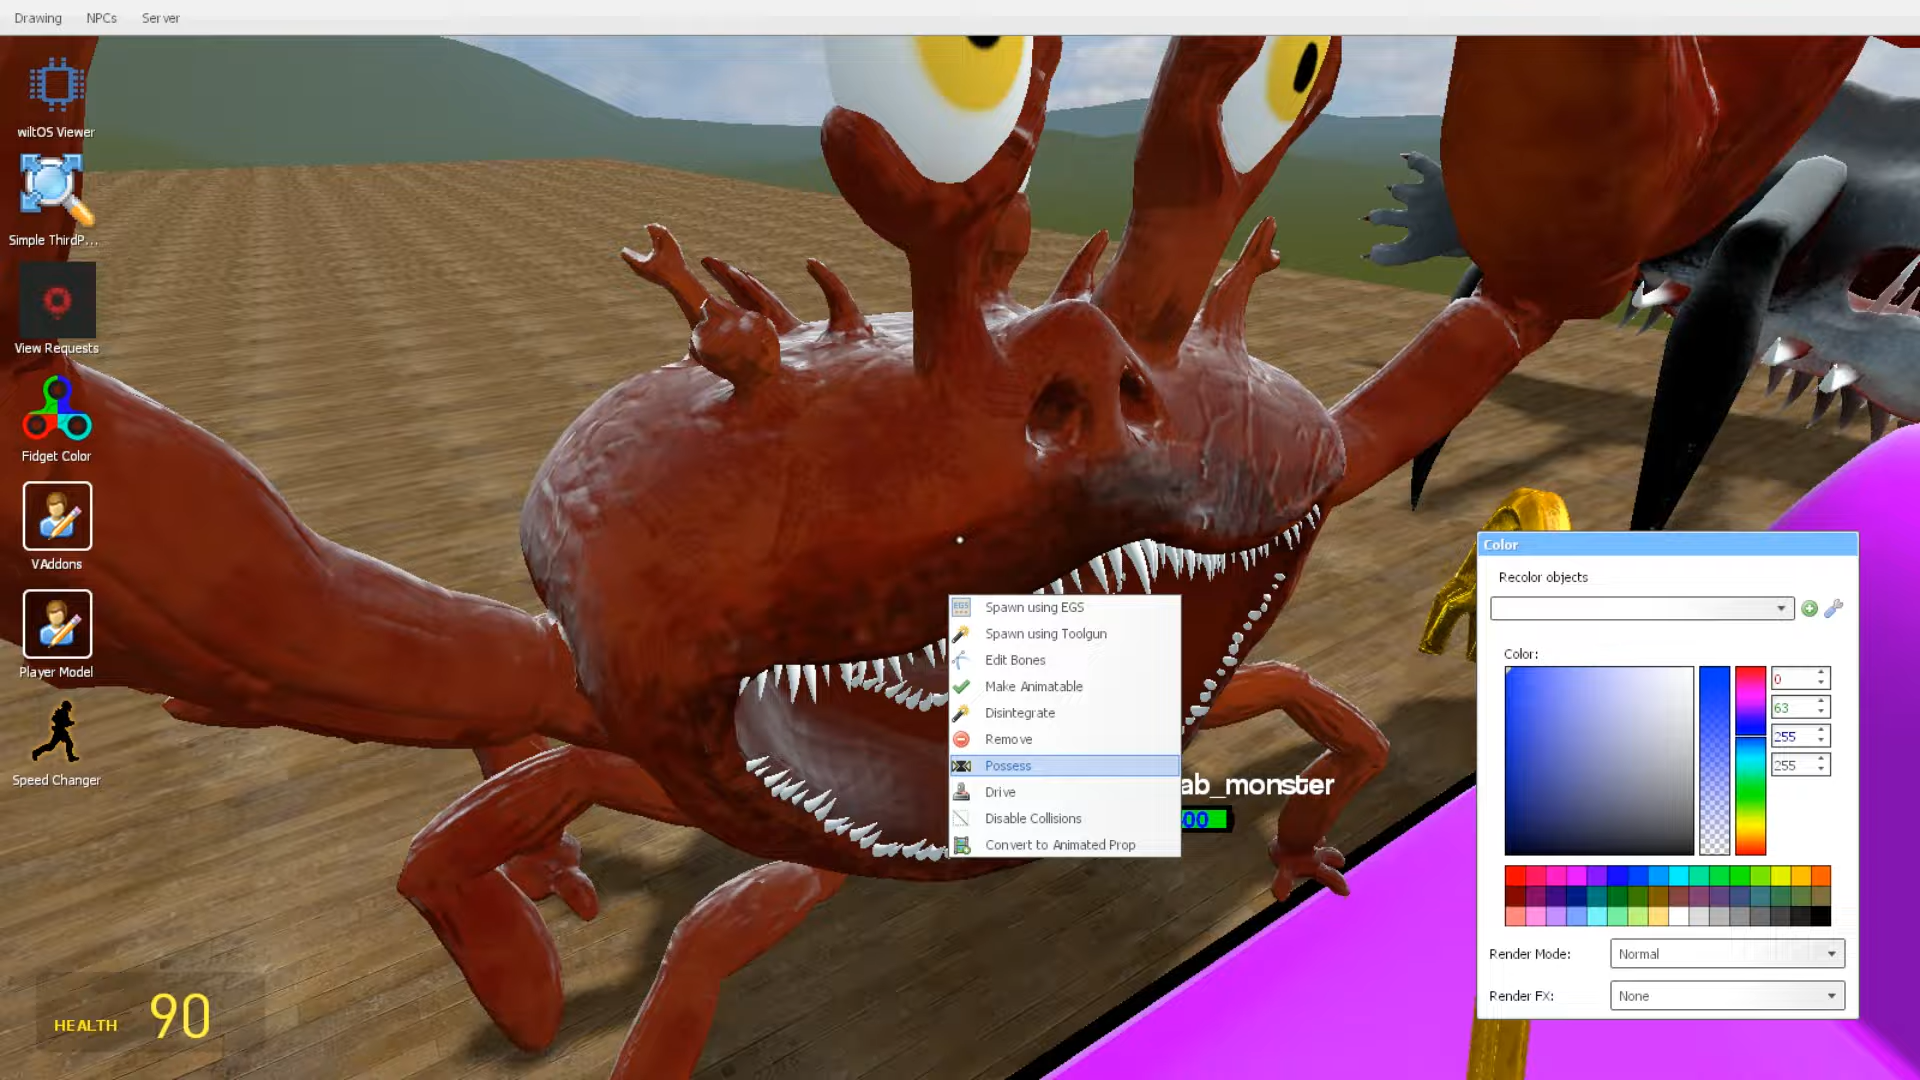 Drawing NPCs Server
wiltOS Viewer
Simple ThirdP...
View Requests
Fidget Color
VAddons
Player Model
Speed Changer
EGS
Spawn using EGS
Spawn using Toolgun
Edit Bones
Make Animatable
Disintegrate
Remove
Possess
Drive
Disable Collisions
Convert to Animated Prop
ab_monster
00
Color
Recolor objects
Color:
0
63
255
255
Render Mode: Normal
Render FX: None
HEALTH 90